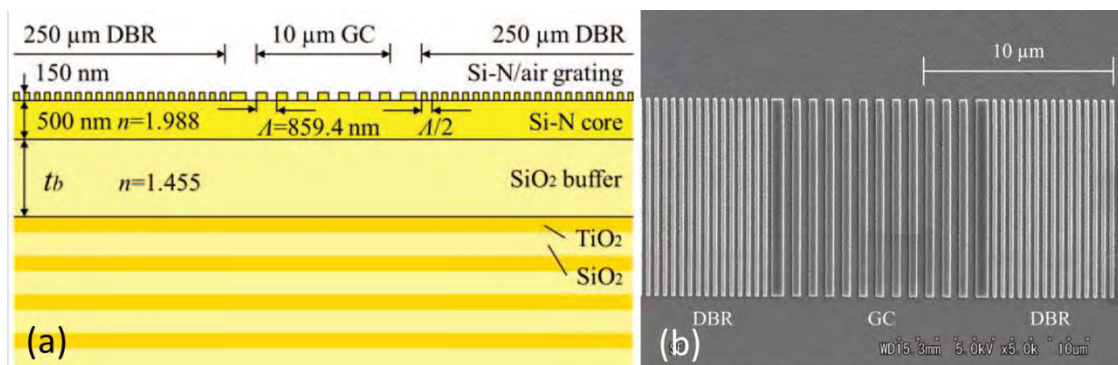 250 µm DBR
10 µm GC
250 µm DBR
150 nm
Si-N/air grating
500 nm n=1.988
Λ=859.4 nm
Λ/2
Si-N core
tb
n=1.455
SiO₂ buffer
TiO₂
SiO₂
(a)
10 µm
DBR
GC
DBR
(b)
WD15.3mm 5.0kV x5.0k 10um